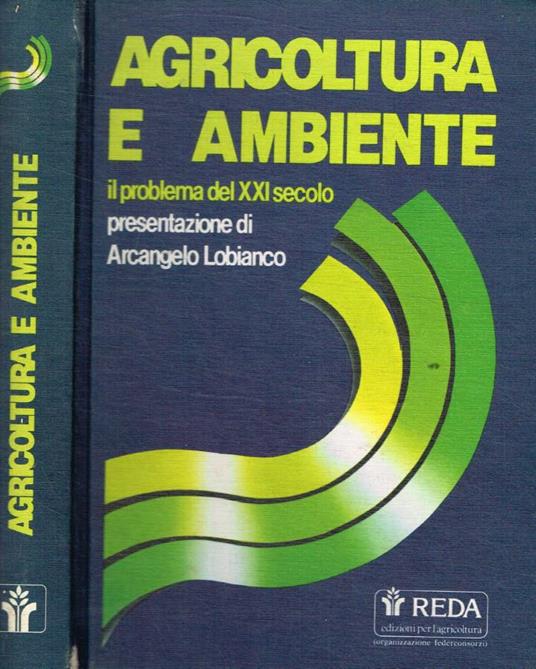 AGRICOLTURA E AMBIENTE
AGRICOLTURA
E AMBIENTE
il problema del XXI secolo
presentazione di
Arcangelo Lobianco
REDA
edizioni per l'agricoltura
(organizzazione federconsorzi)